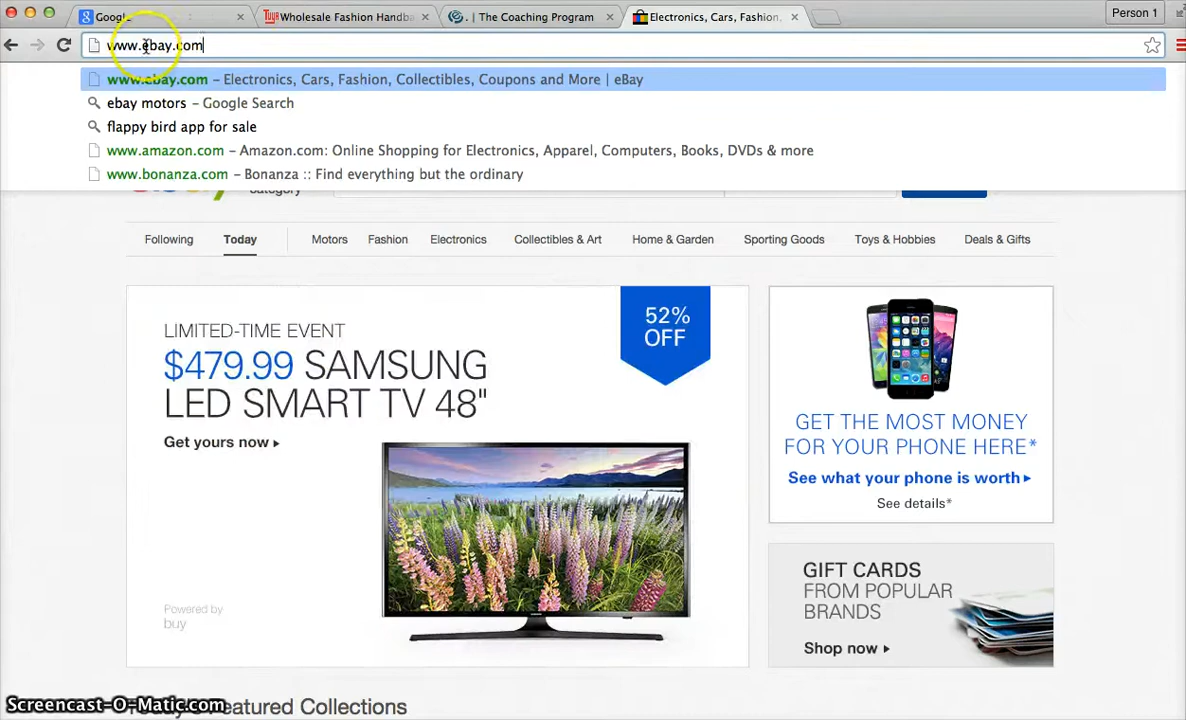 Google
Wholesale Fashion Handb
. | The Coaching Program
Electronics, Cars, Fashion,
Person 1
www.ebay.com
www.ebay.com – Electronics, Cars, Fashion, Collectibles, Coupons and More | eBay
ebay motors – Google Search
flappy bird app for sale
www.amazon.com – Amazon.com: Online Shopping for Electronics, Apparel, Computers, Books, DVDs & more
www.bonanza.com – Bonanza :: Find everything but the ordinary
category
Following Today Motors Fashion Electronics Collectibles & Art Home & Garden Sporting Goods Toys & Hobbies Deals & Gifts
LIMITED-TIME EVENT
$479.99 SAMSUNG
LED SMART TV 48"
Get yours now
52%
OFF
Powered by
buy
GET THE MOST MONEY
FOR YOUR PHONE HERE*
See what your phone is worth
See details*
GIFT CARDS
FROM POPULAR
BRANDS
Shop now
Featured Collections
Screencast-O-Matic.com